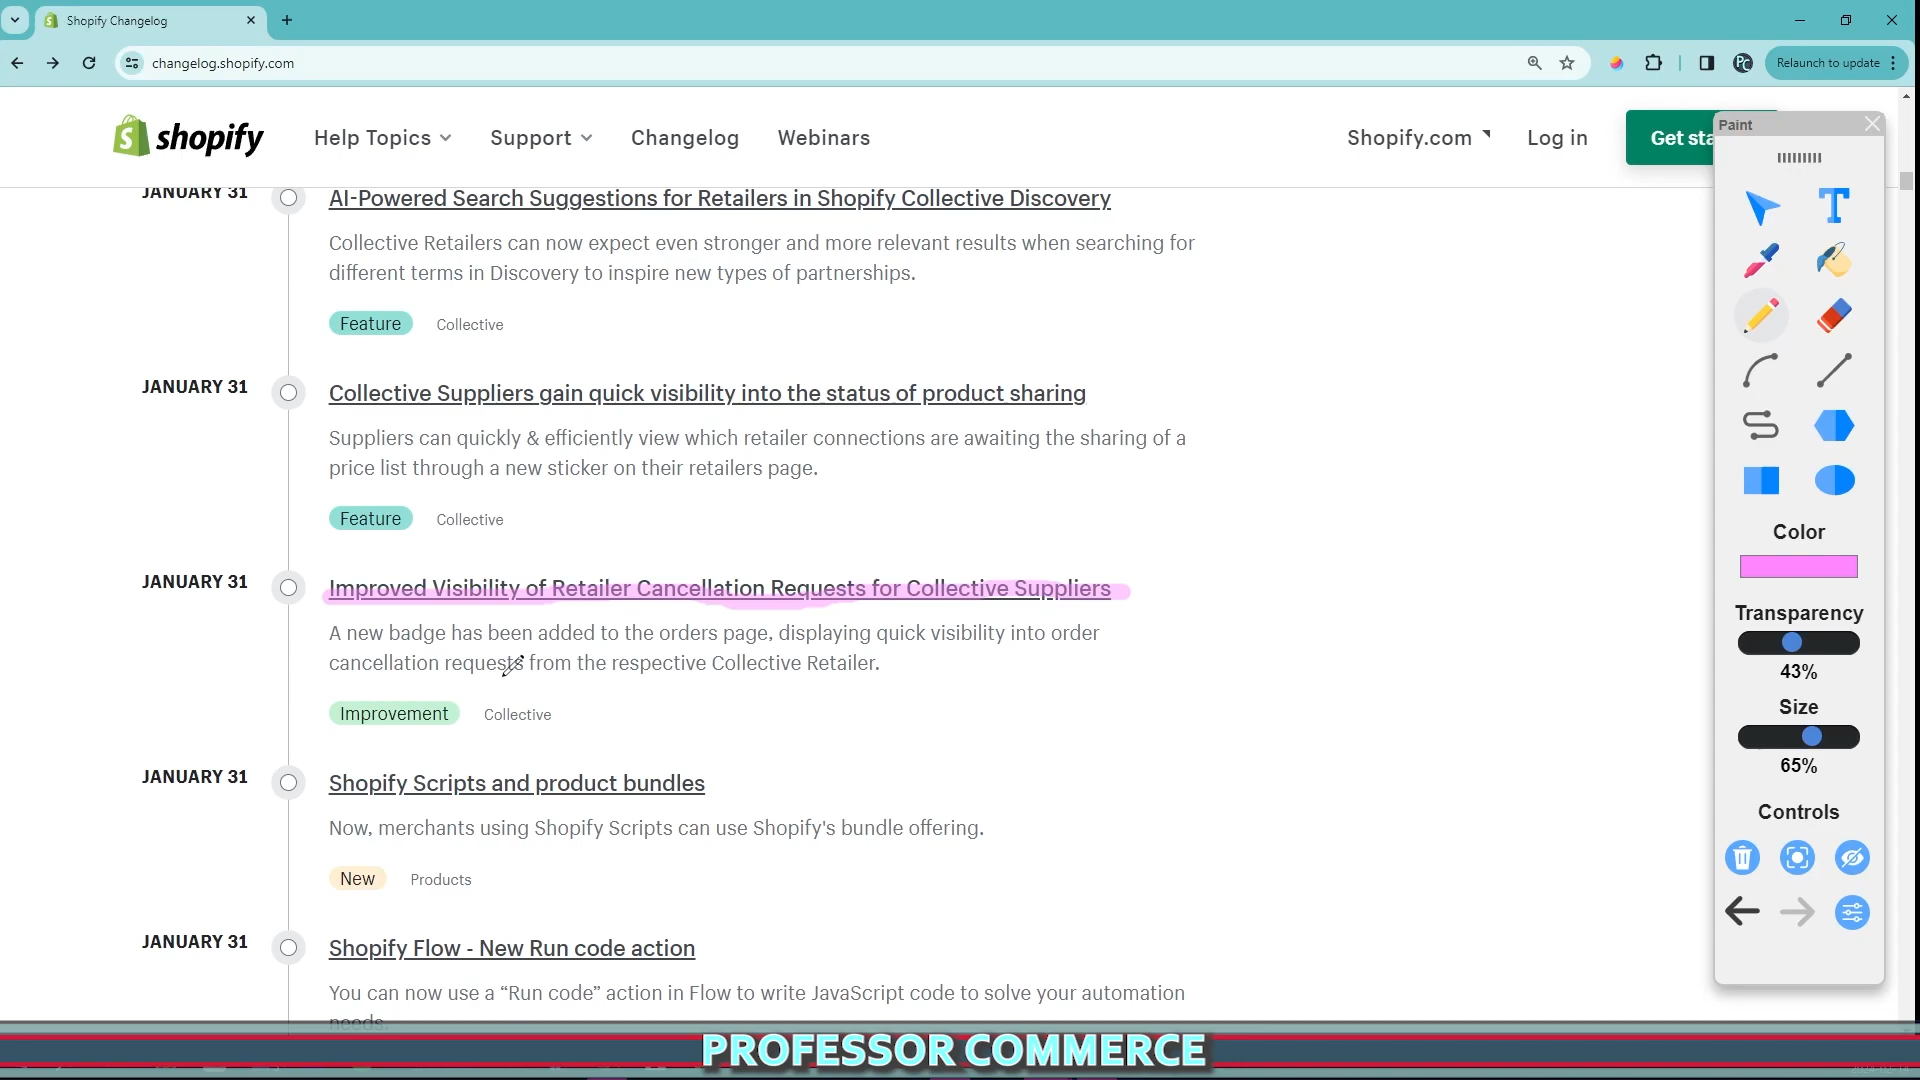 Shopify Changelog
changelog.shopify.com
Relaunch to update
shopify
Help Topics
Support
Changelog
Webinars
Shopify.com
Log in
Get sta
Paint
JANUARY 31
AI-Powered Search Suggestions for Retailers in Shopify Collective Discovery
Collective Retailers can now expect even stronger and more relevant results when searching for
different terms in Discovery to inspire new types of partnerships.
Feature
Collective
JANUARY 31
Collective Suppliers gain quick visibility into the status of product sharing
Suppliers can quickly & efficiently view which retailer connections are awaiting the sharing of a
price list through a new sticker on their retailers page.
Feature
Collective
JANUARY 31
Improved Visibility of Retailer Cancellation Requests for Collective Suppliers
A new badge has been added to the orders page, displaying quick visibility into order
cancellation requests from the respective Collective Retailer.
Improvement
Collective
JANUARY 31
Shopify Scripts and product bundles
Now, merchants using Shopify Scripts can use Shopify's bundle offering.
New
Products
JANUARY 31
Shopify Flow - New Run code action
You can now use a “Run code” action in Flow to write JavaScript code to solve your automation
needs.
Color
Transparency
43%
Size
65%
Controls
PROFESSOR COMMERCE